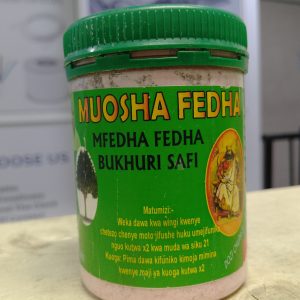 MUOSHA FEDHA
MFEDHA FEDHA
BUKHURI SAFI
Matumizi:-
Weka dawa kwa wingi kwenye
chetezo chenye moto jifushe huku umejifunika
nguo kutwa x2 kwa muda wa siku 21
Kuoga: Pima dawa kifuniko kimoja mimina
kwenye maji ya kuoga kutwa x2
OOSE US